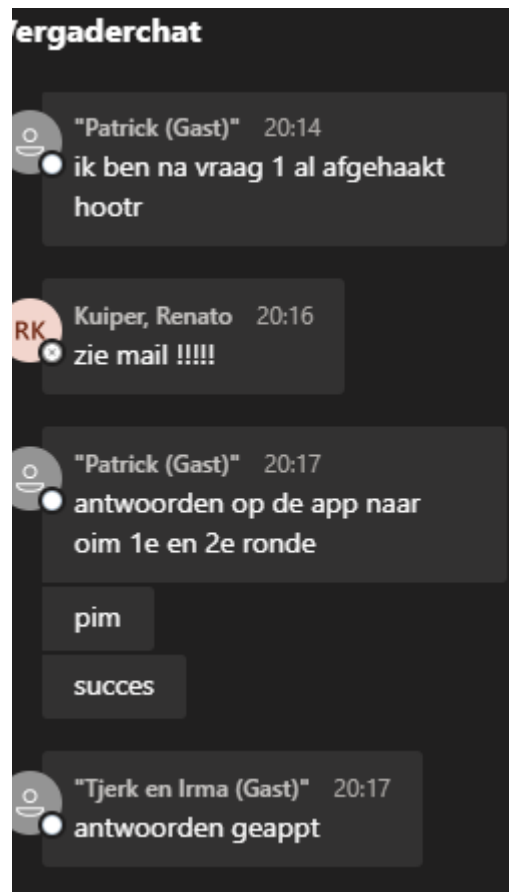 Vergaderchat
"Patrick (Gast)" 20:14
ik ben na vraag 1 al afgehaakt
hootr
RK
Kuiper, Renato 20:16
zie mail !!!!!
"Patrick (Gast)" 20:17
antwoorden op de app naar
oim 1e en 2e ronde
pim
succes
"Tjerk en Irma (Gast)" 20:17
antwoorden geappt